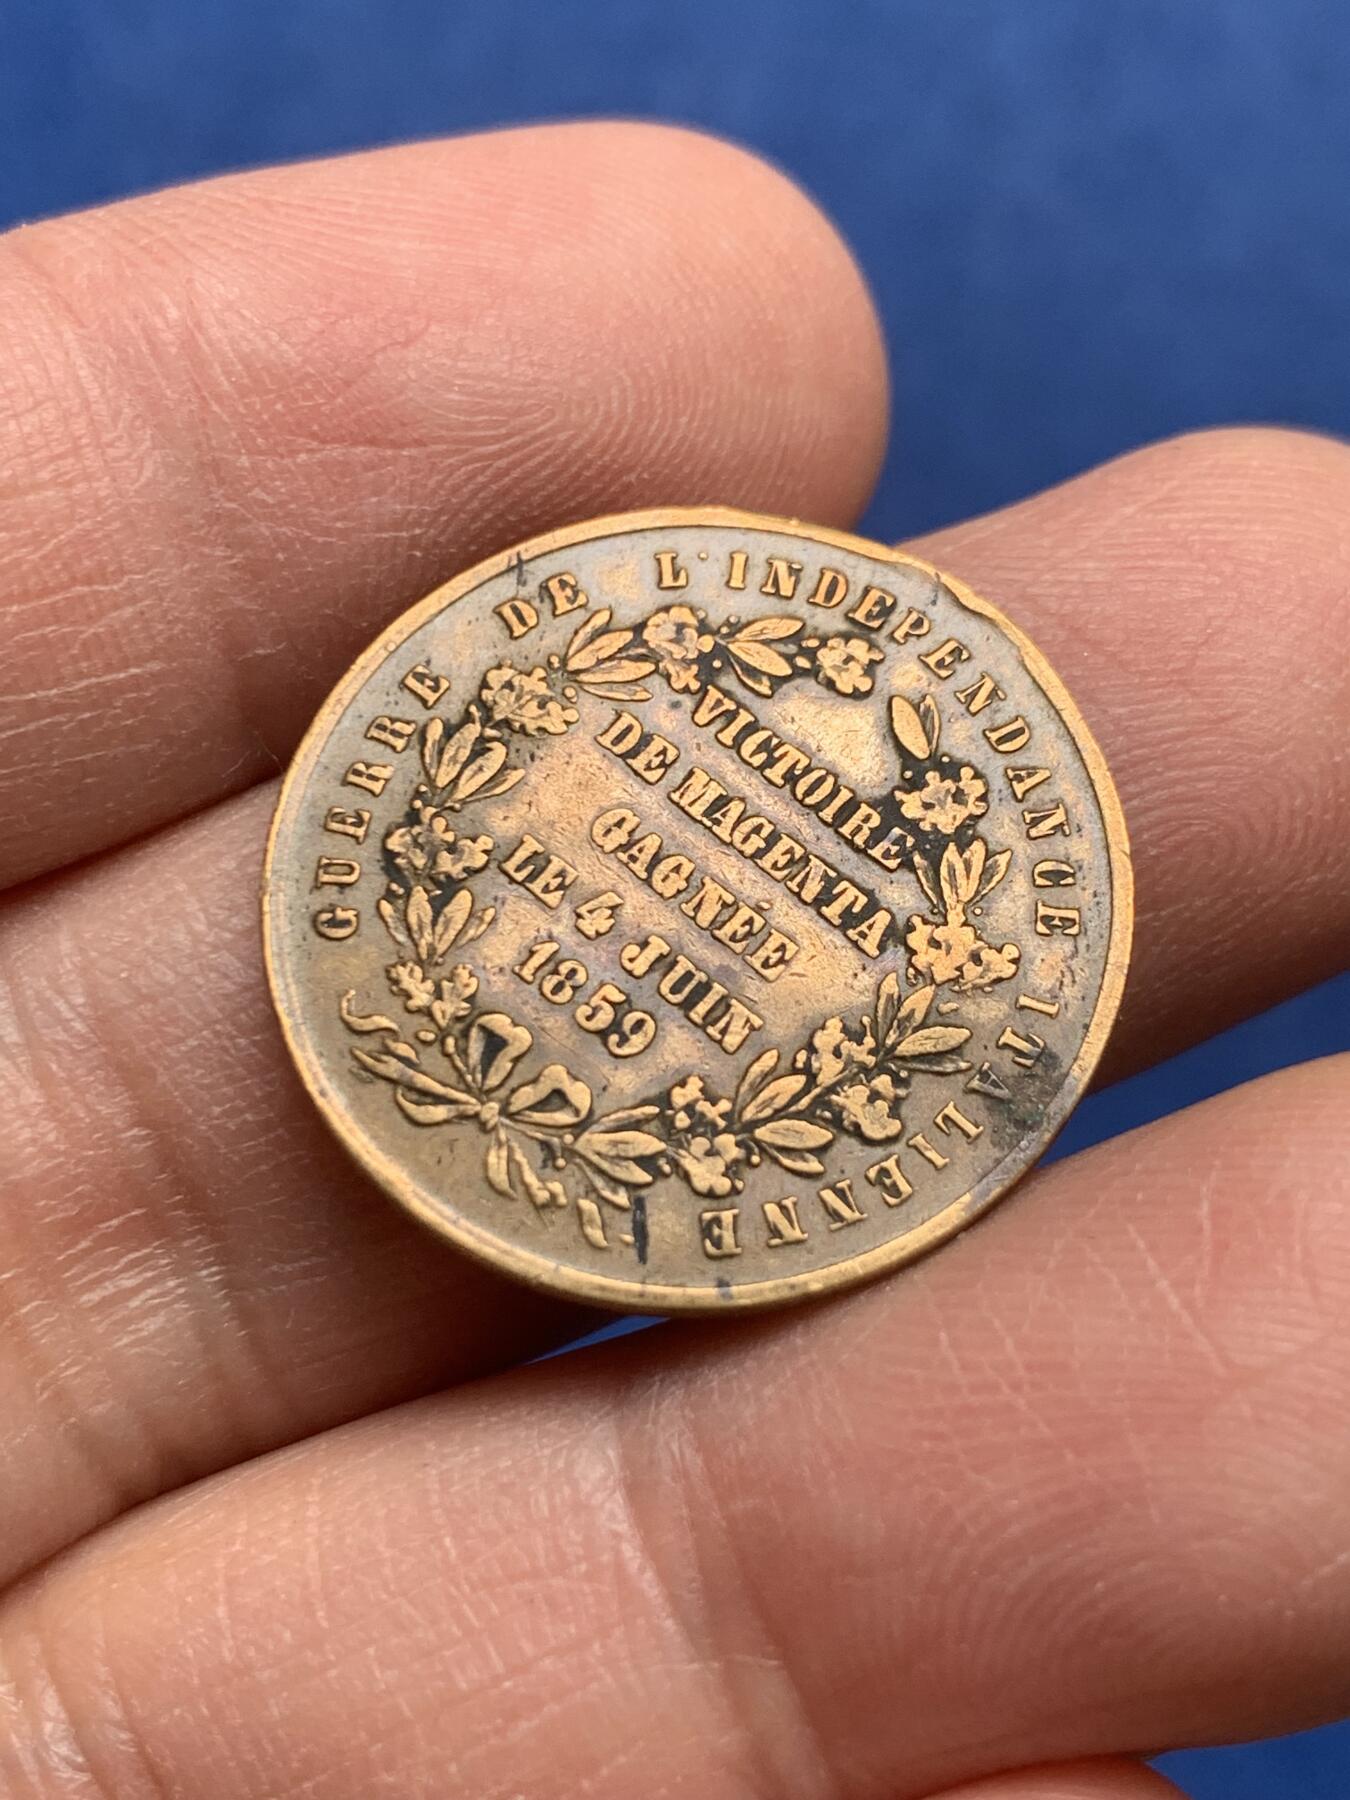 GUERRE DE L'INDEPENDANCE ITALIENNE
VICTOIRE
DE MAGENTA
GAGNÉE
LE 4 JUIN
1859